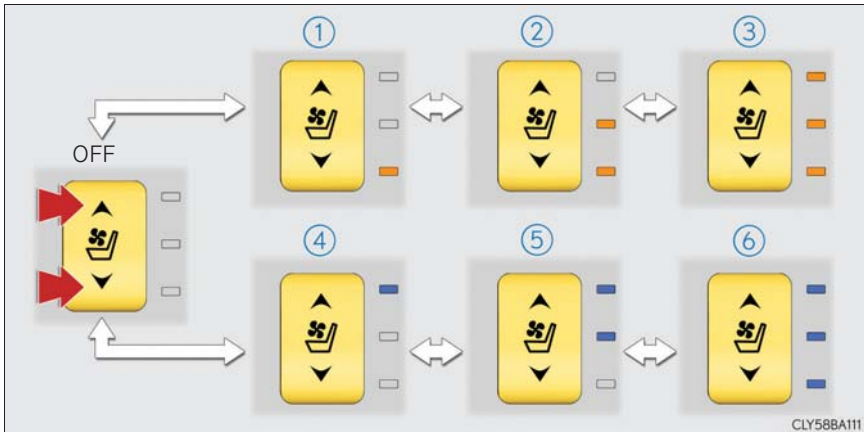 ① ② ③
OFF
④ ⑤ ⑥
CLY58BA111